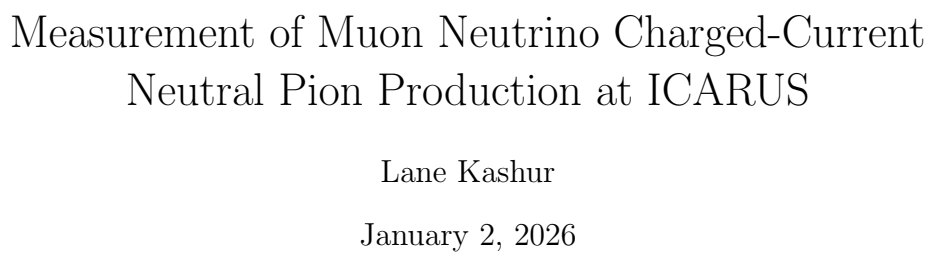 Measurement of Muon Neutrino Charged-Current
Neutral Pion Production at ICARUS
Lane Kashur
January 2, 2026